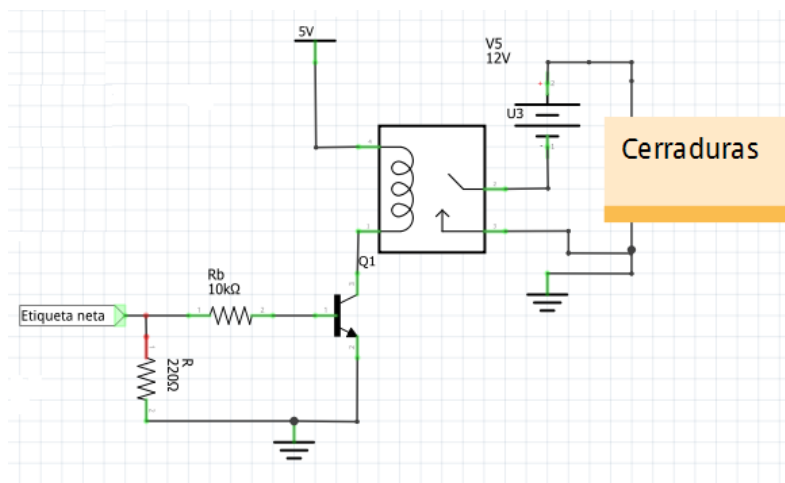 5V
V5
12V
U3
Cerraduras
Q1
Rb
10kΩ
Etiqueta neta
R
220Ω